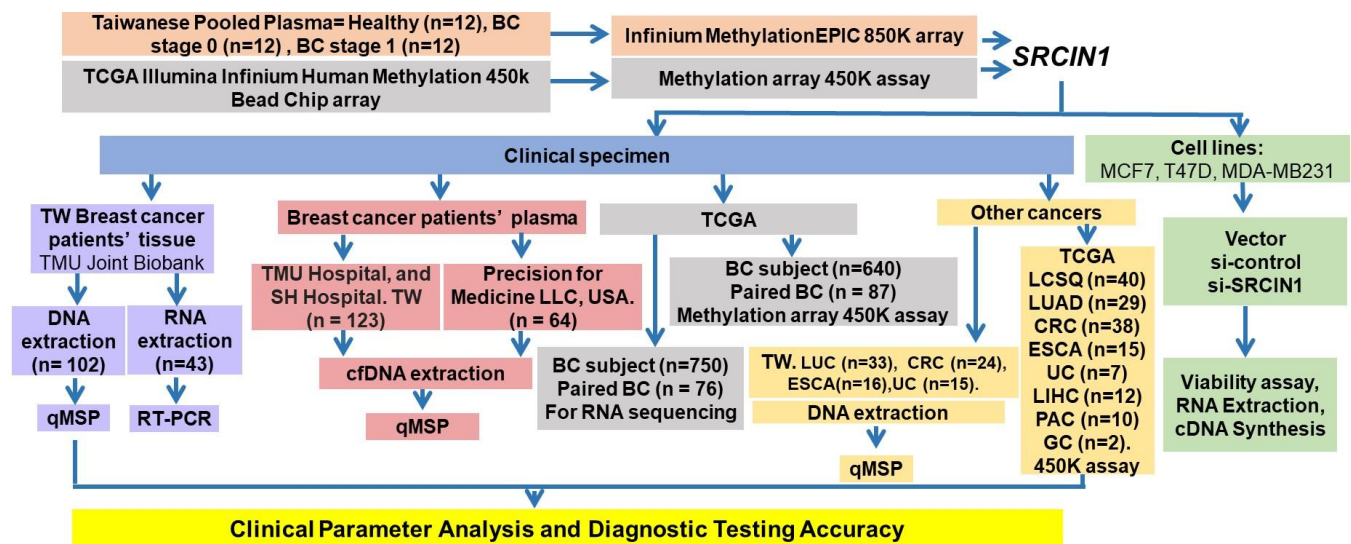 Taiwanese Pooled Plasma= Healthy (n=12), BC
stage 0 (n=12) , BC stage 1 (n=12)
Infinium MethylationEPIC 850K array
TCGA Illumina Infinium Human Methylation 450k
Bead Chip array
Methylation array 450K assay
SRCIN1
Clinical specimen
Cell lines:
MCF7, T47D, MDA-MB231
TW Breast cancer
patients' tissue
TMU Joint Biobank
Breast cancer patients' plasma
TCGA
Other cancers
TMU Hospital, and
SH Hospital. TW
(n = 123)
Precision for
Medicine LLC, USA.
(n = 64)
BC subject (n=640)
Paired BC (n = 87)
Methylation array 450K assay
TCGA
LCSQ (n=40)
LUAD (n=29)
CRC (n=38)
ESCA (n=15)
UC (n=7)
LIHC (n=12)
PAC (n=10)
GC (n=2).
450K assay
Vector
si-control
si-SRCIN1
DNA
extraction
(n= 102)
RNA
extraction
(n=43)
cfDNA extraction
BC subject (n=750)
Paired BC (n = 76)
For RNA sequencing
TW. LUC (n=33), CRC (n=24),
ESCA(n=16),UC (n=15).
DNA extraction
Viability assay,
RNA Extraction,
cDNA Synthesis
qMSP
RT-PCR
qMSP
qMSP
Clinical Parameter Analysis and Diagnostic Testing Accuracy